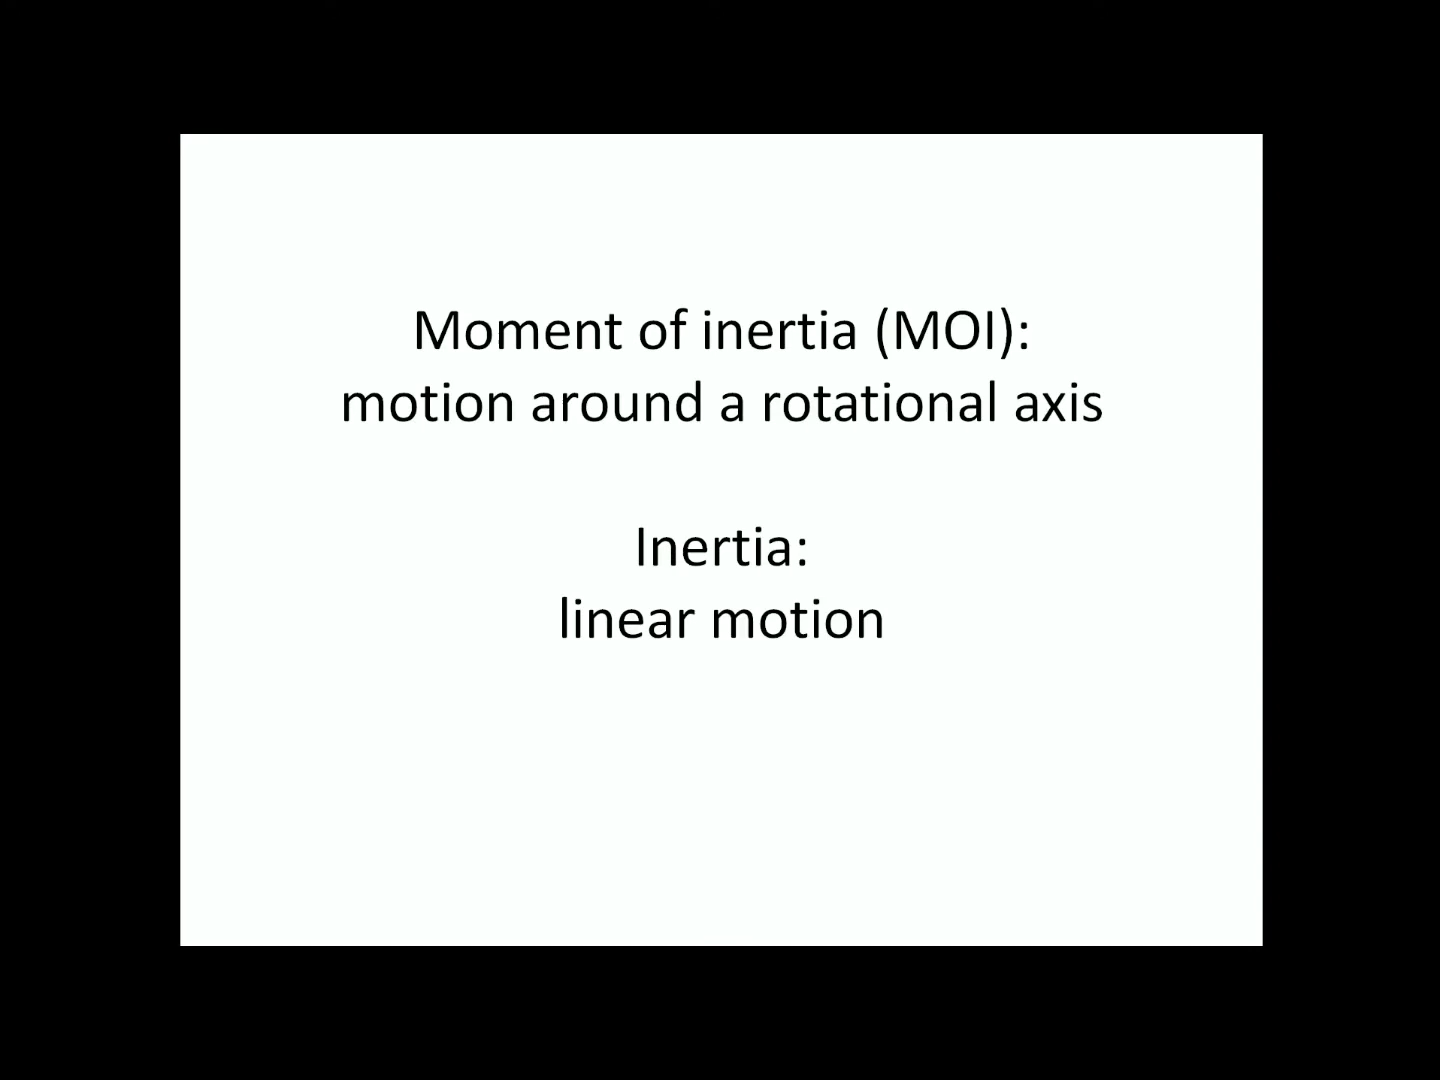 Moment of inertia (MOI):
motion around a rotational axis
Inertia:
linear motion